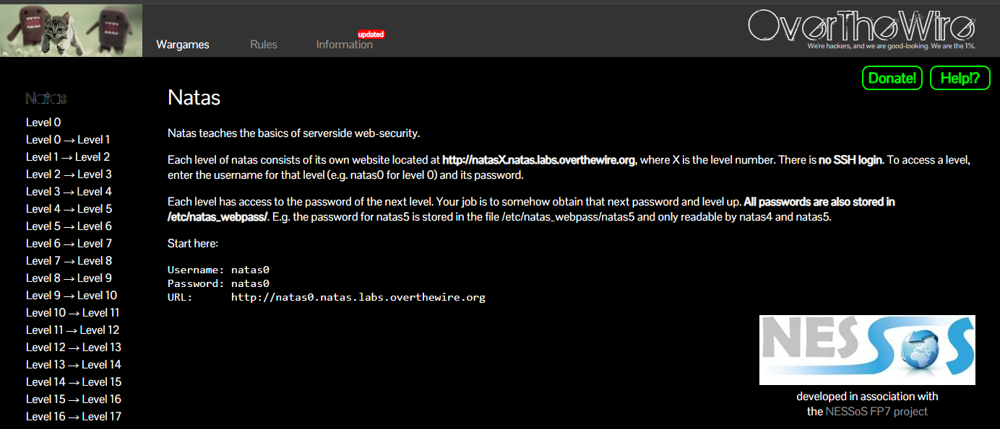 updated
Wargames Rules Information
OverTheWire
We're hackers, and we are good-looking. We are the 1%.
Donate! Help!?
Natas
Level 0
Level 0 → Level 1
Level 1 → Level 2
Level 2 → Level 3
Level 3 → Level 4
Level 4 → Level 5
Level 5 → Level 6
Level 6 → Level 7
Level 7 → Level 8
Level 8 → Level 9
Level 9 → Level 10
Level 10 → Level 11
Level 11 → Level 12
Level 12 → Level 13
Level 13 → Level 14
Level 14 → Level 15
Level 15 → Level 16
Level 16 → Level 17
Natas
Natas teaches the basics of serverside web-security.
Each level of natas consists of its own website located at http://natasX.natas.labs.overthewire.org, where X is the level number. There is no SSH login. To access a level,
enter the username for that level (e.g. natas0 for level 0) and its password.
Each level has access to the password of the next level. Your job is to somehow obtain that next password and level up. All passwords are also stored in
/etc/natas_webpass/. E.g. the password for natas5 is stored in the file /etc/natas_webpass/natas5 and only readable by natas4 and natas5.
Start here:
Username: natas0
Password: natas0
URL: http://natas0.natas.labs.overthewire.org
NESSOS
developed in association with
the NESSoS FP7 project